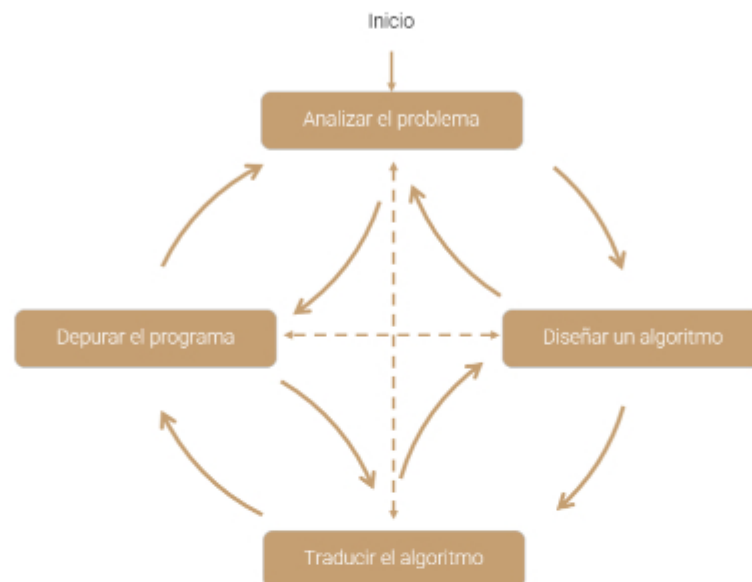 Inicio
Analizar el problema
Depurar el programa
Diseñar un algoritmo
Traducir el algoritmo